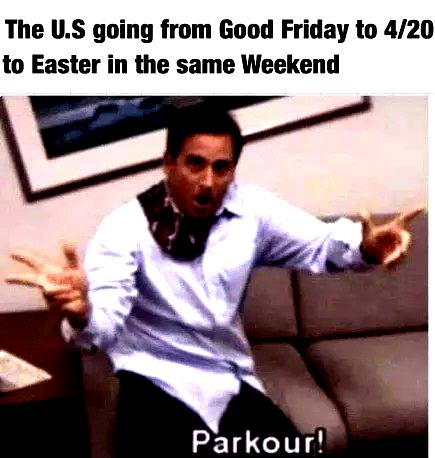 The U.S going from Good Friday to 4/20
to Easter in the same Weekend
Parkour!